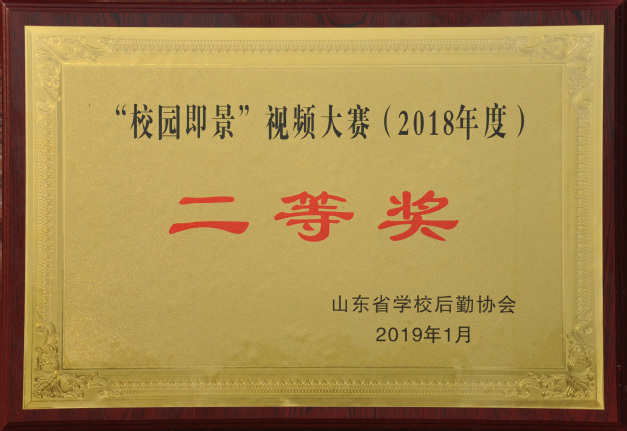 “校园即景”视频大赛（2018年度）
二等奖
山东省学校后勤协会
2019年1月